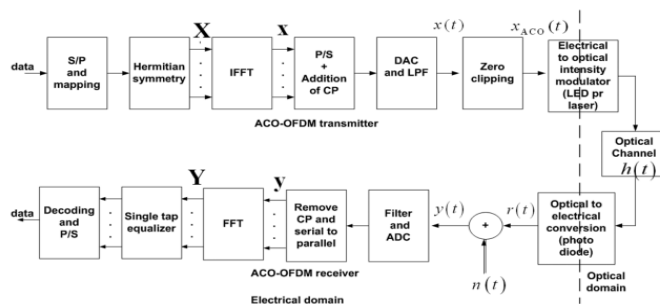 X
x
x(t)
x_ACO(t)
data
S/P
and
mapping
Hermitian
symmetry
IFFT
P/S
+
Addition
of CP
DAC
and LPF
Zero
clipping
Electrical
to optical
intensity
modulator
(LED pr
laser)
ACO-OFDM transmitter
Optical
Channel
h(t)
Y
y
y(t)
r(t)
data
Decoding
and
P/S
Single tap
equalizer
FFT
Remove
CP and
serial to
parallel
Filter
and
ADC
+
Optical to
electrical
conversion
(photo
diode)
ACO-OFDM receiver
n(t)
Optical
domain
Electrical domain